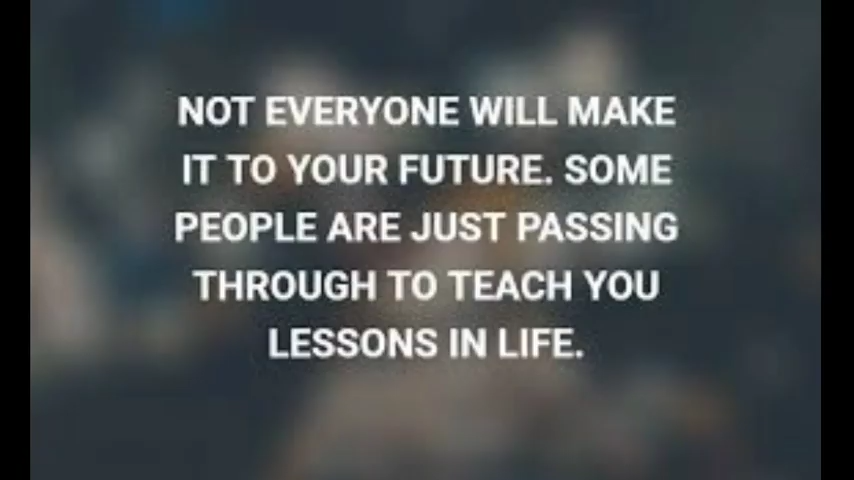 NOT EVERYONE WILL MAKE
IT TO YOUR FUTURE. SOME
PEOPLE ARE JUST PASSING
THROUGH TO TEACH YOU
LESSONS IN LIFE.